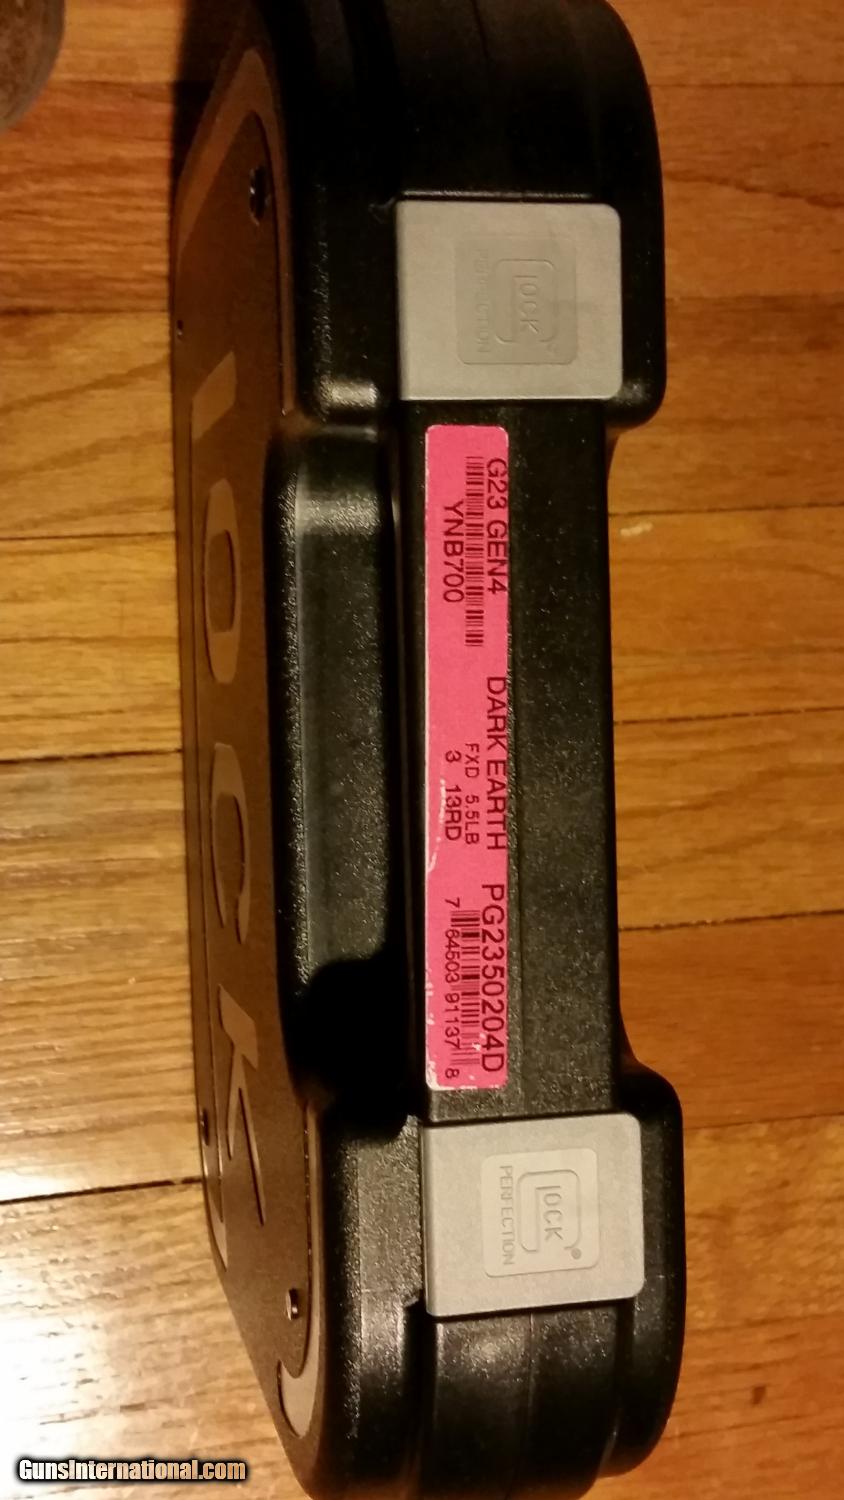 GLOCK
PERFECTION
G23 GEN4 DARK EARTH PG2350204D
FXD 5.5LB
YNB700 3 13RD
7 64503 91137 8
GLOCK
PERFECTION
LOCK
GunsInternational.com